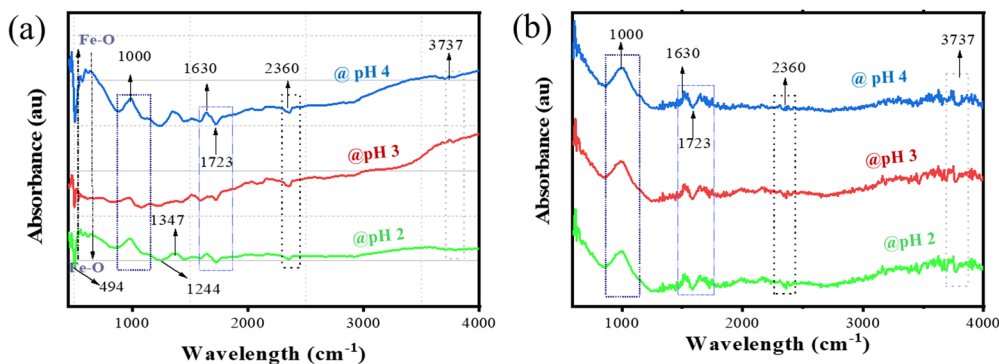 (a)
Fe-O
1000
1630
2360
3737
@ pH 4
1723
@pH 3
1347
@pH 2
Fe-O
494
1244
Absorbance (au)
1000
2000
3000
4000
Wavelength (cm⁻¹)
(b)
1000
1630
2360
3737
@ pH 4
1723
@pH 3
@pH 2
Absorbance (au)
1000
2000
3000
4000
Wavelength (cm⁻¹)